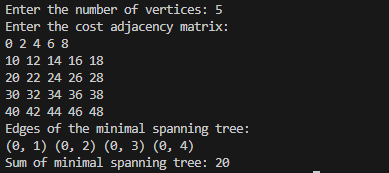 Enter the number of vertices: 5
Enter the cost adjacency matrix:
0 2 4 6 8
10 12 14 16 18
20 22 24 26 28
30 32 34 36 38
40 42 44 46 48
Edges of the minimal spanning tree:
(0, 1) (0, 2) (0, 3) (0, 4)
Sum of minimal spanning tree: 20